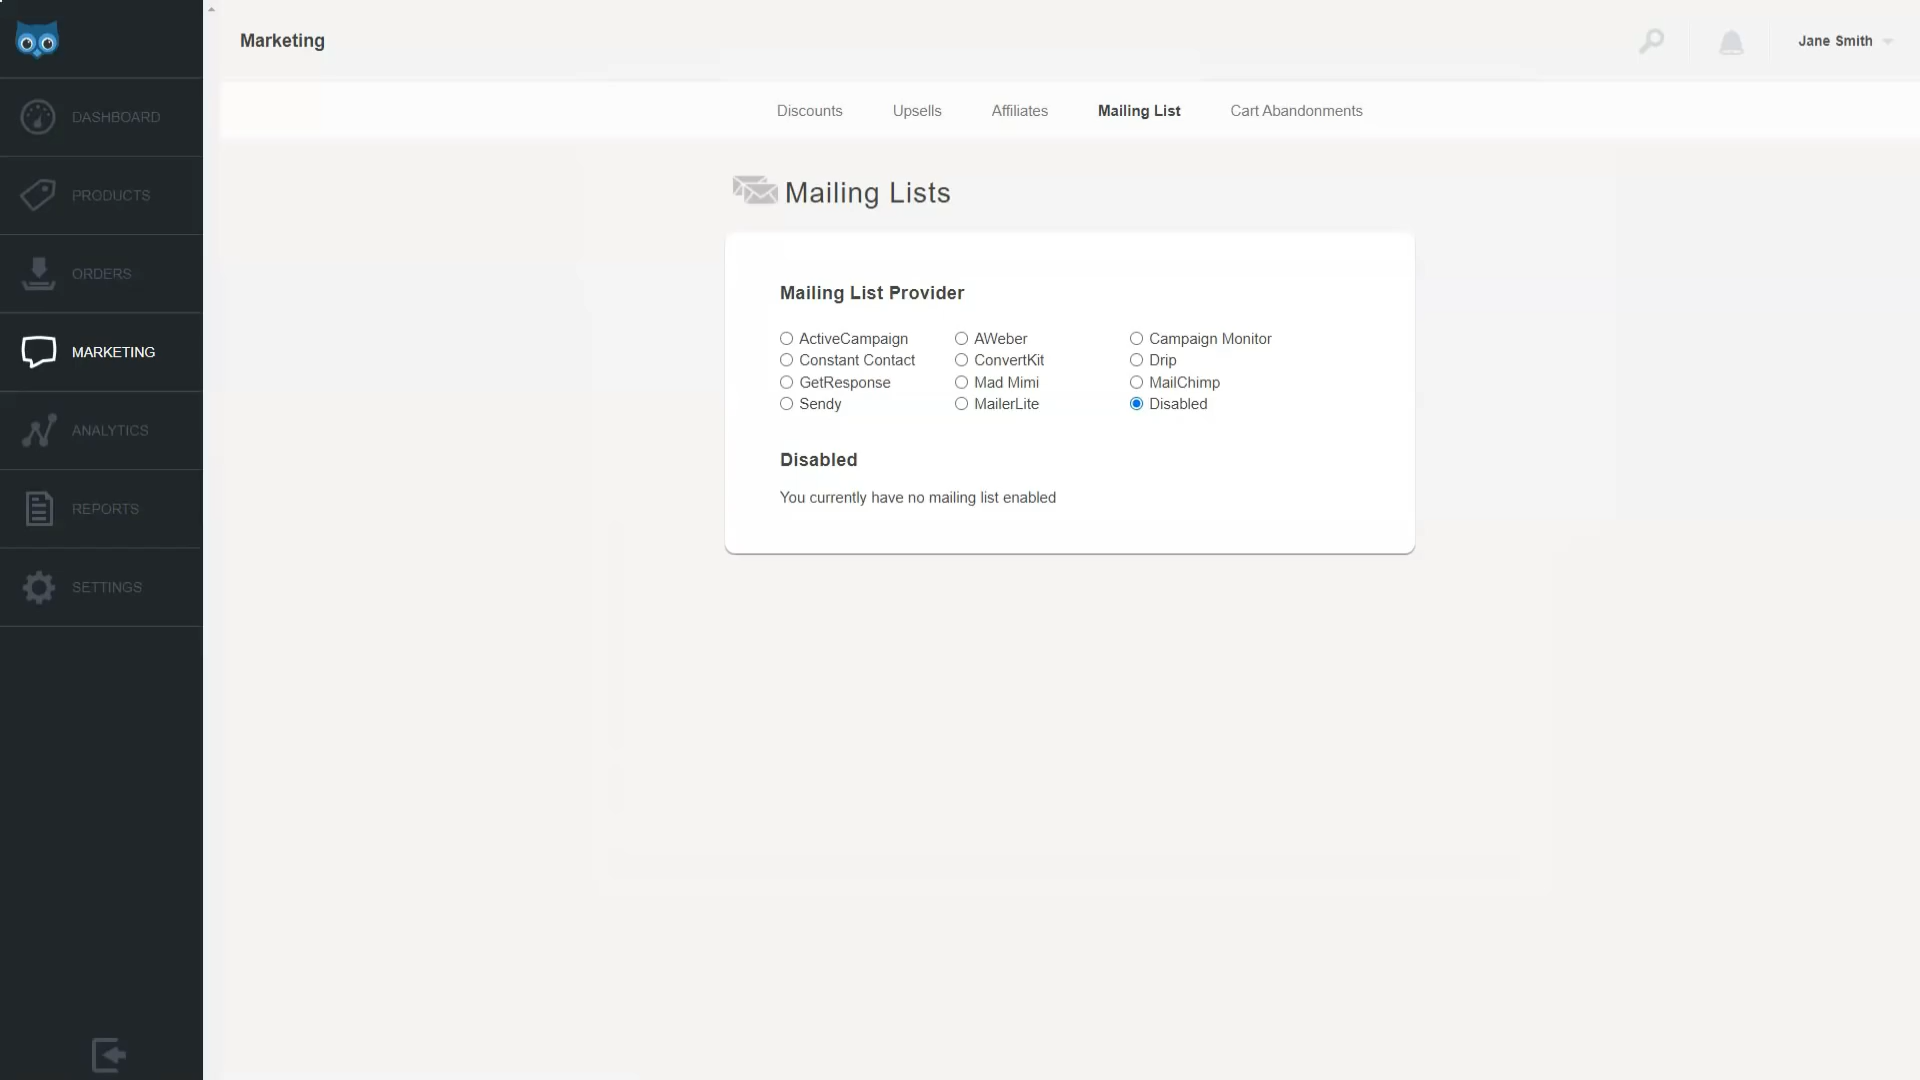 Marketing
Jane Smith
DASHBOARD
PRODUCTS
ORDERS
MARKETING
ANALYTICS
REPORTS
SETTINGS
Discounts Upsells Affiliates Mailing List Cart Abandonments
Mailing Lists
Mailing List Provider
ActiveCampaign AWeber Campaign Monitor
Constant Contact ConvertKit Drip
GetResponse Mad Mimi MailChimp
Sendy MailerLite Disabled
Disabled
You currently have no mailing list enabled